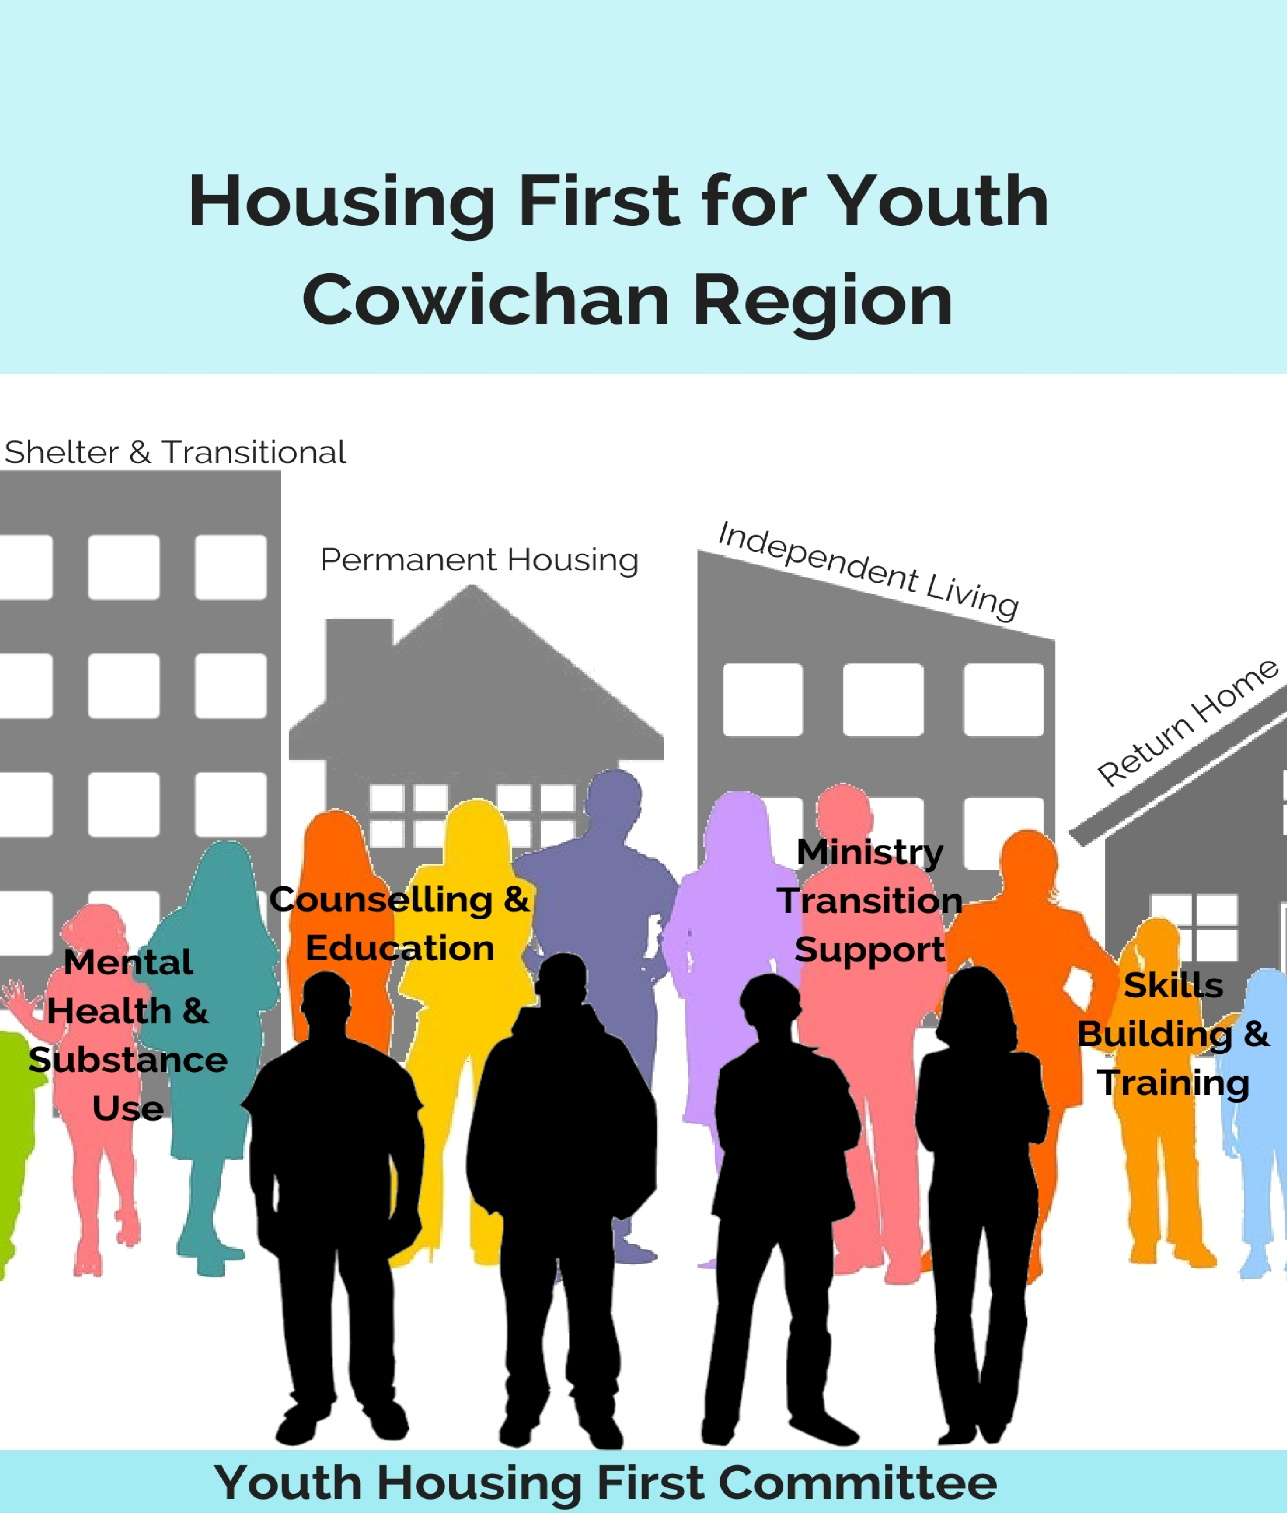 Housing First for Youth
Cowichan Region
Shelter & Transitional
Permanent Housing
Independent Living
Return Home
Counselling &
Education
Ministry
Transition
Support
Mental
Health &
Substance
Use
Skills
Building &
Training
Youth Housing First Committee